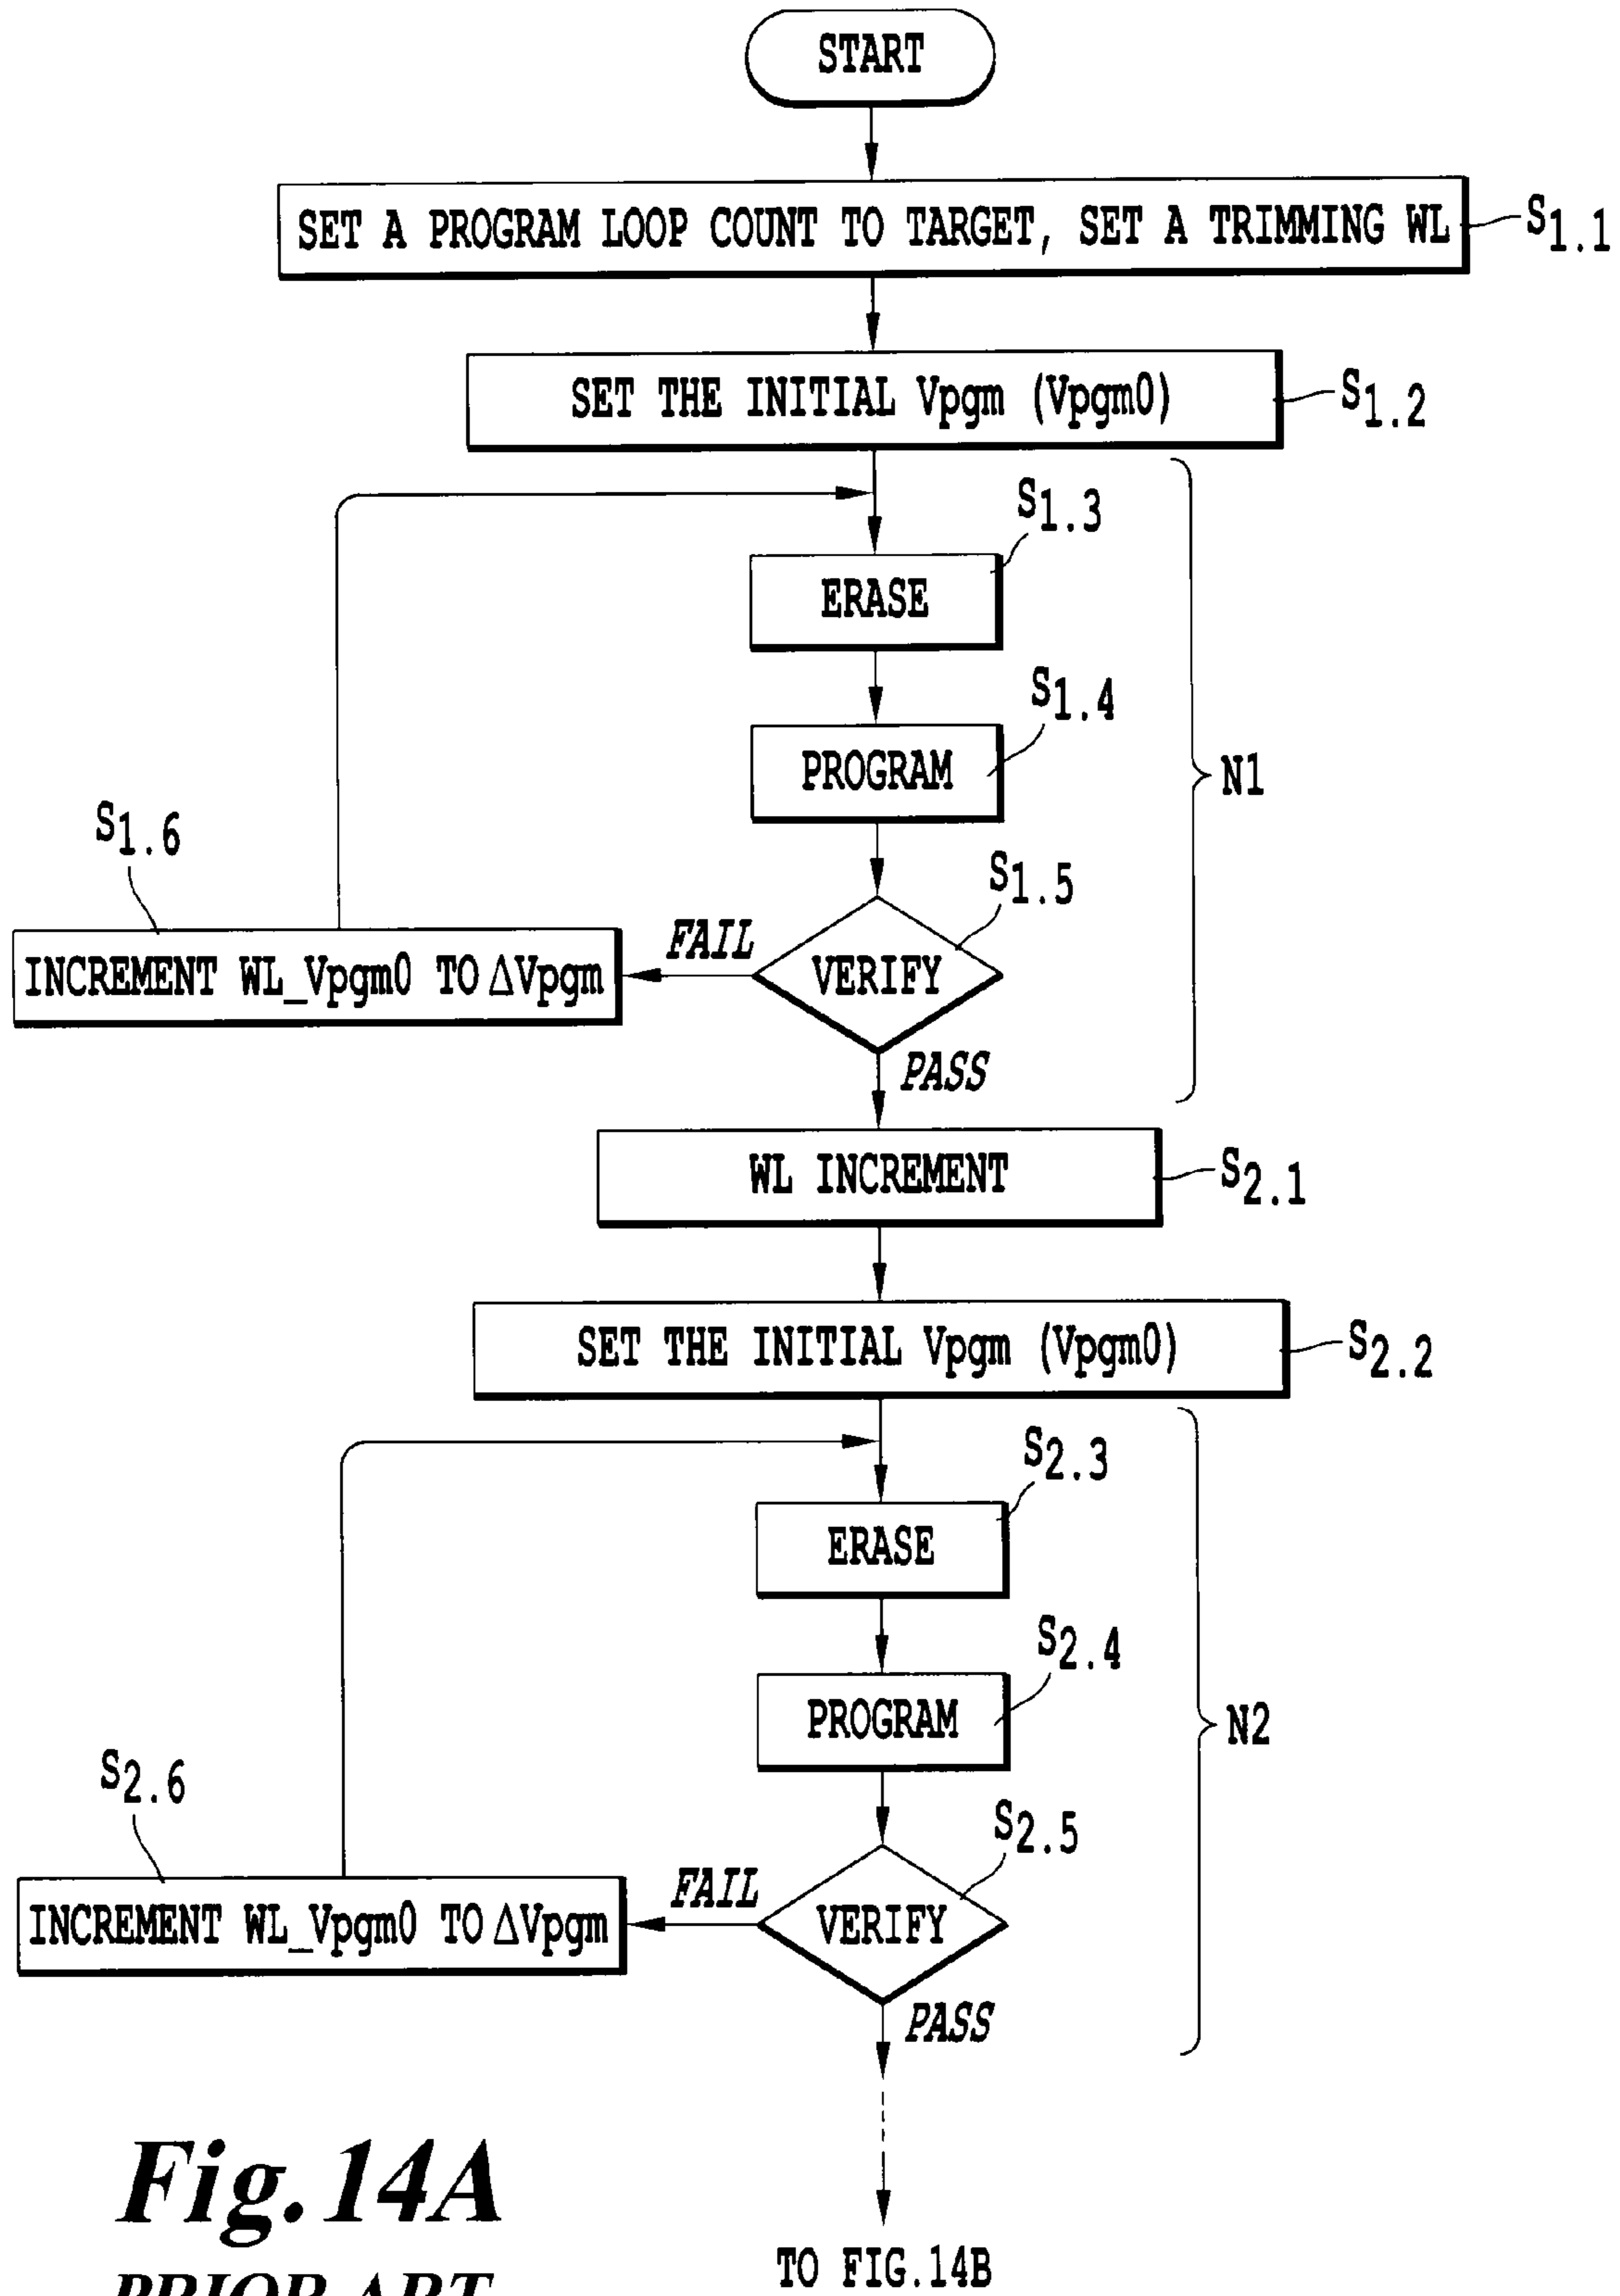 START
SET A PROGRAM LOOP COUNT TO TARGET, SET A TRIMMING WL
S1.1
SET THE INITIAL Vpgm (Vpgm0)
S1.2
S1.3
ERASE
S1.4
PROGRAM
N1
S1.6
S1.5
INCREMENT WL_Vpgm0 TO ΔVpgm
FAIL
VERIFY
PASS
WL INCREMENT
S2.1
SET THE INITIAL Vpgm (Vpgm0)
S2.2
S2.3
ERASE
S2.4
PROGRAM
N2
S2.6
S2.5
INCREMENT WL_Vpgm0 TO ΔVpgm
FAIL
VERIFY
PASS
Fig.14A
PRIOR ART
TO FIG.14B